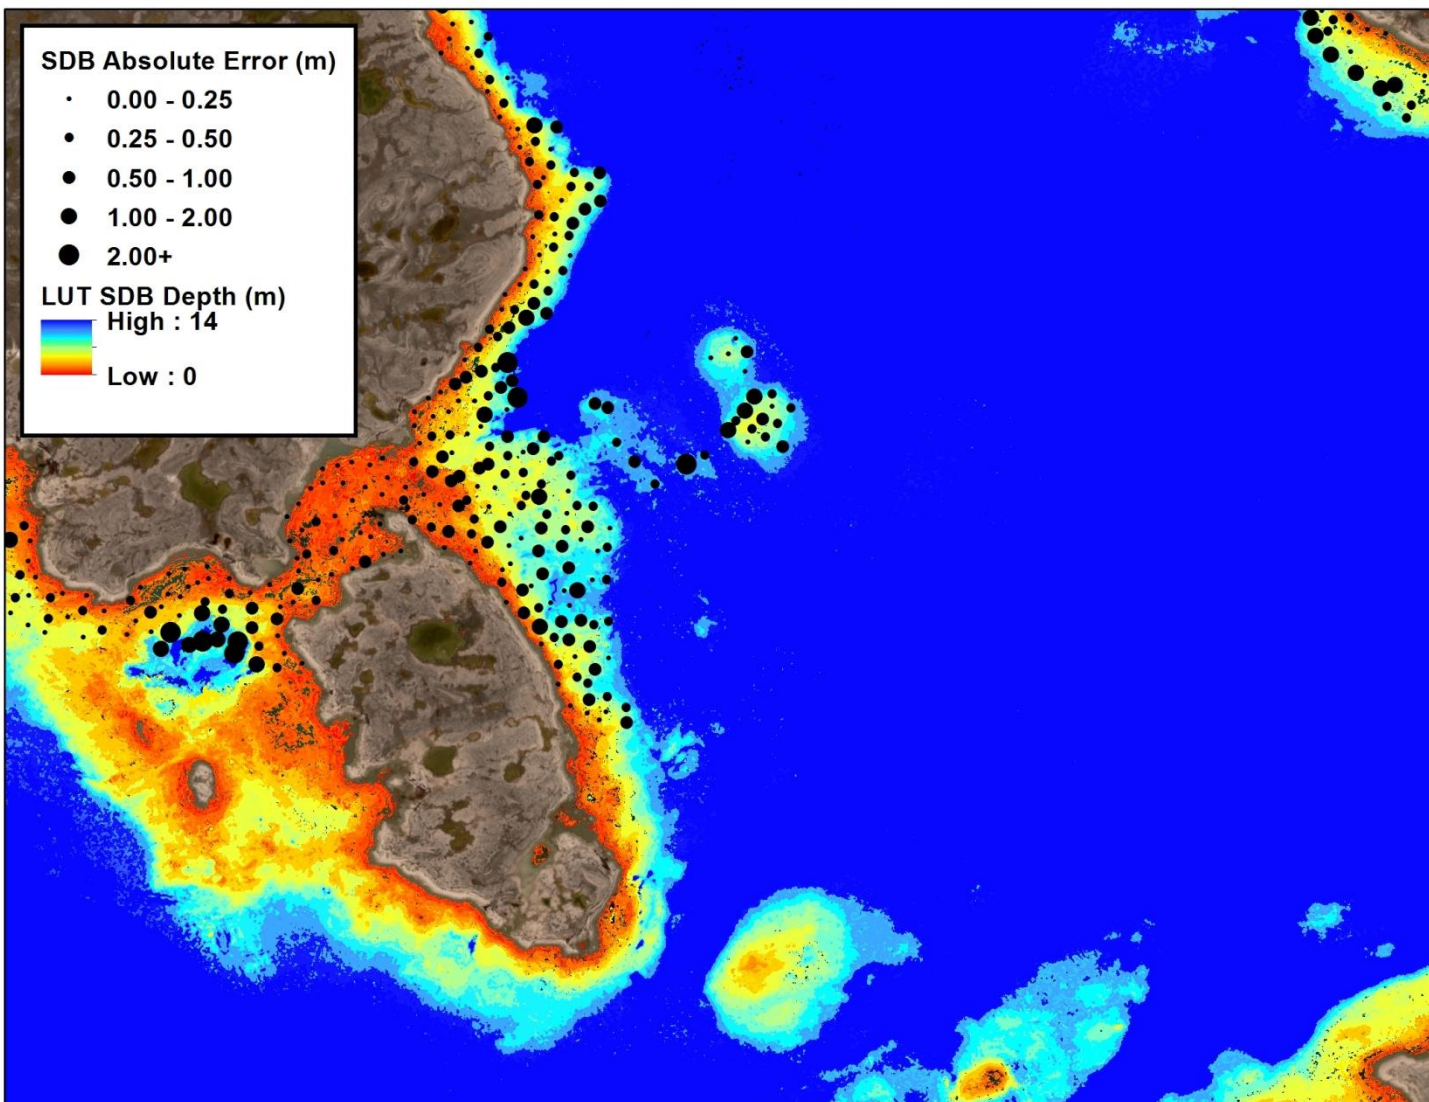 SDB Absolute Error (m)
0.00 - 0.25
0.25 - 0.50
0.50 - 1.00
1.00 - 2.00
2.00+
LUT SDB Depth (m)
High : 14
Low : 0